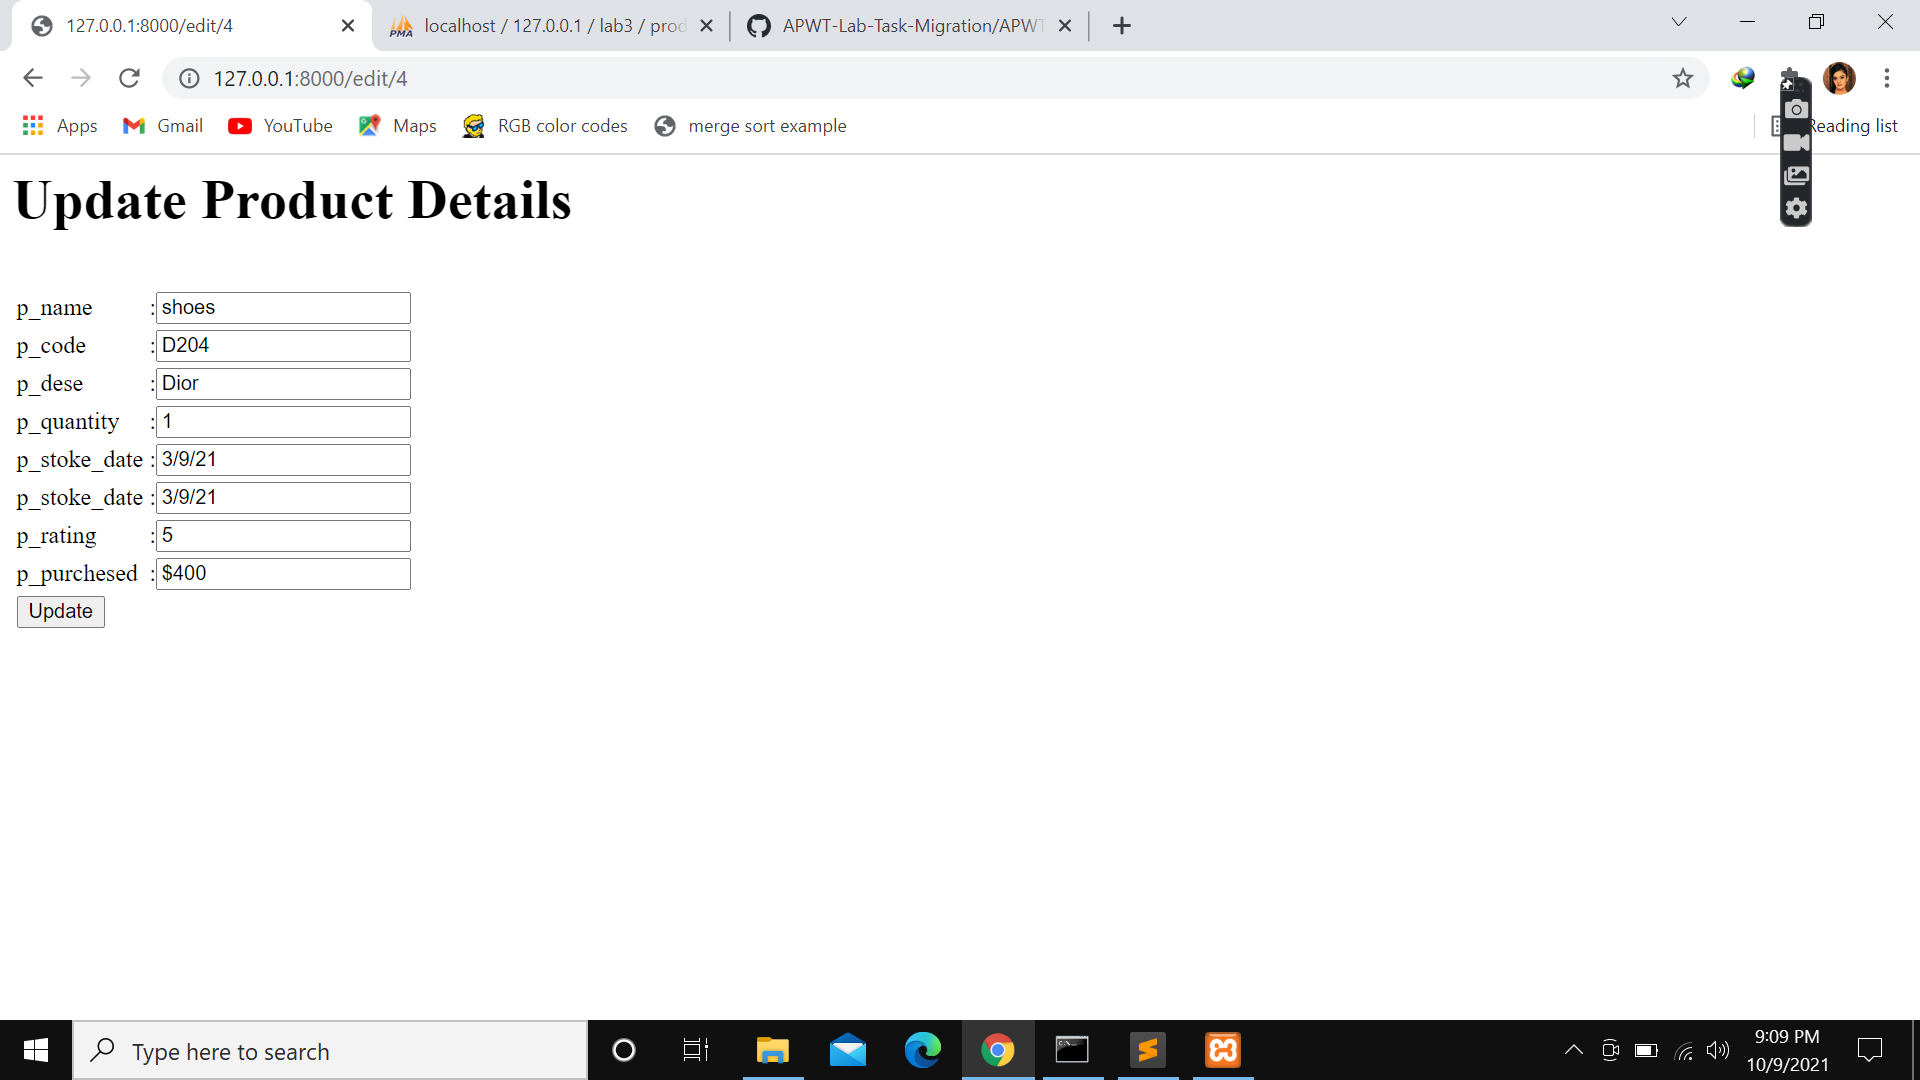 127.0.0.1:8000/edit/4
localhost / 127.0.0.1 / lab3 / prod
APWT-Lab-Task-Migration/APWT
127.0.0.1:8000/edit/4
Apps
Gmail
YouTube
Maps
RGB color codes
merge sort example
Reading list
Update Product Details
p_name :shoes
p_code :D204
p_dese :Dior
p_quantity :1
p_stoke_date :3/9/21
p_stoke_date :3/9/21
p_rating :5
p_purchesed :$400
Update
Type here to search
9:09 PM
10/9/2021